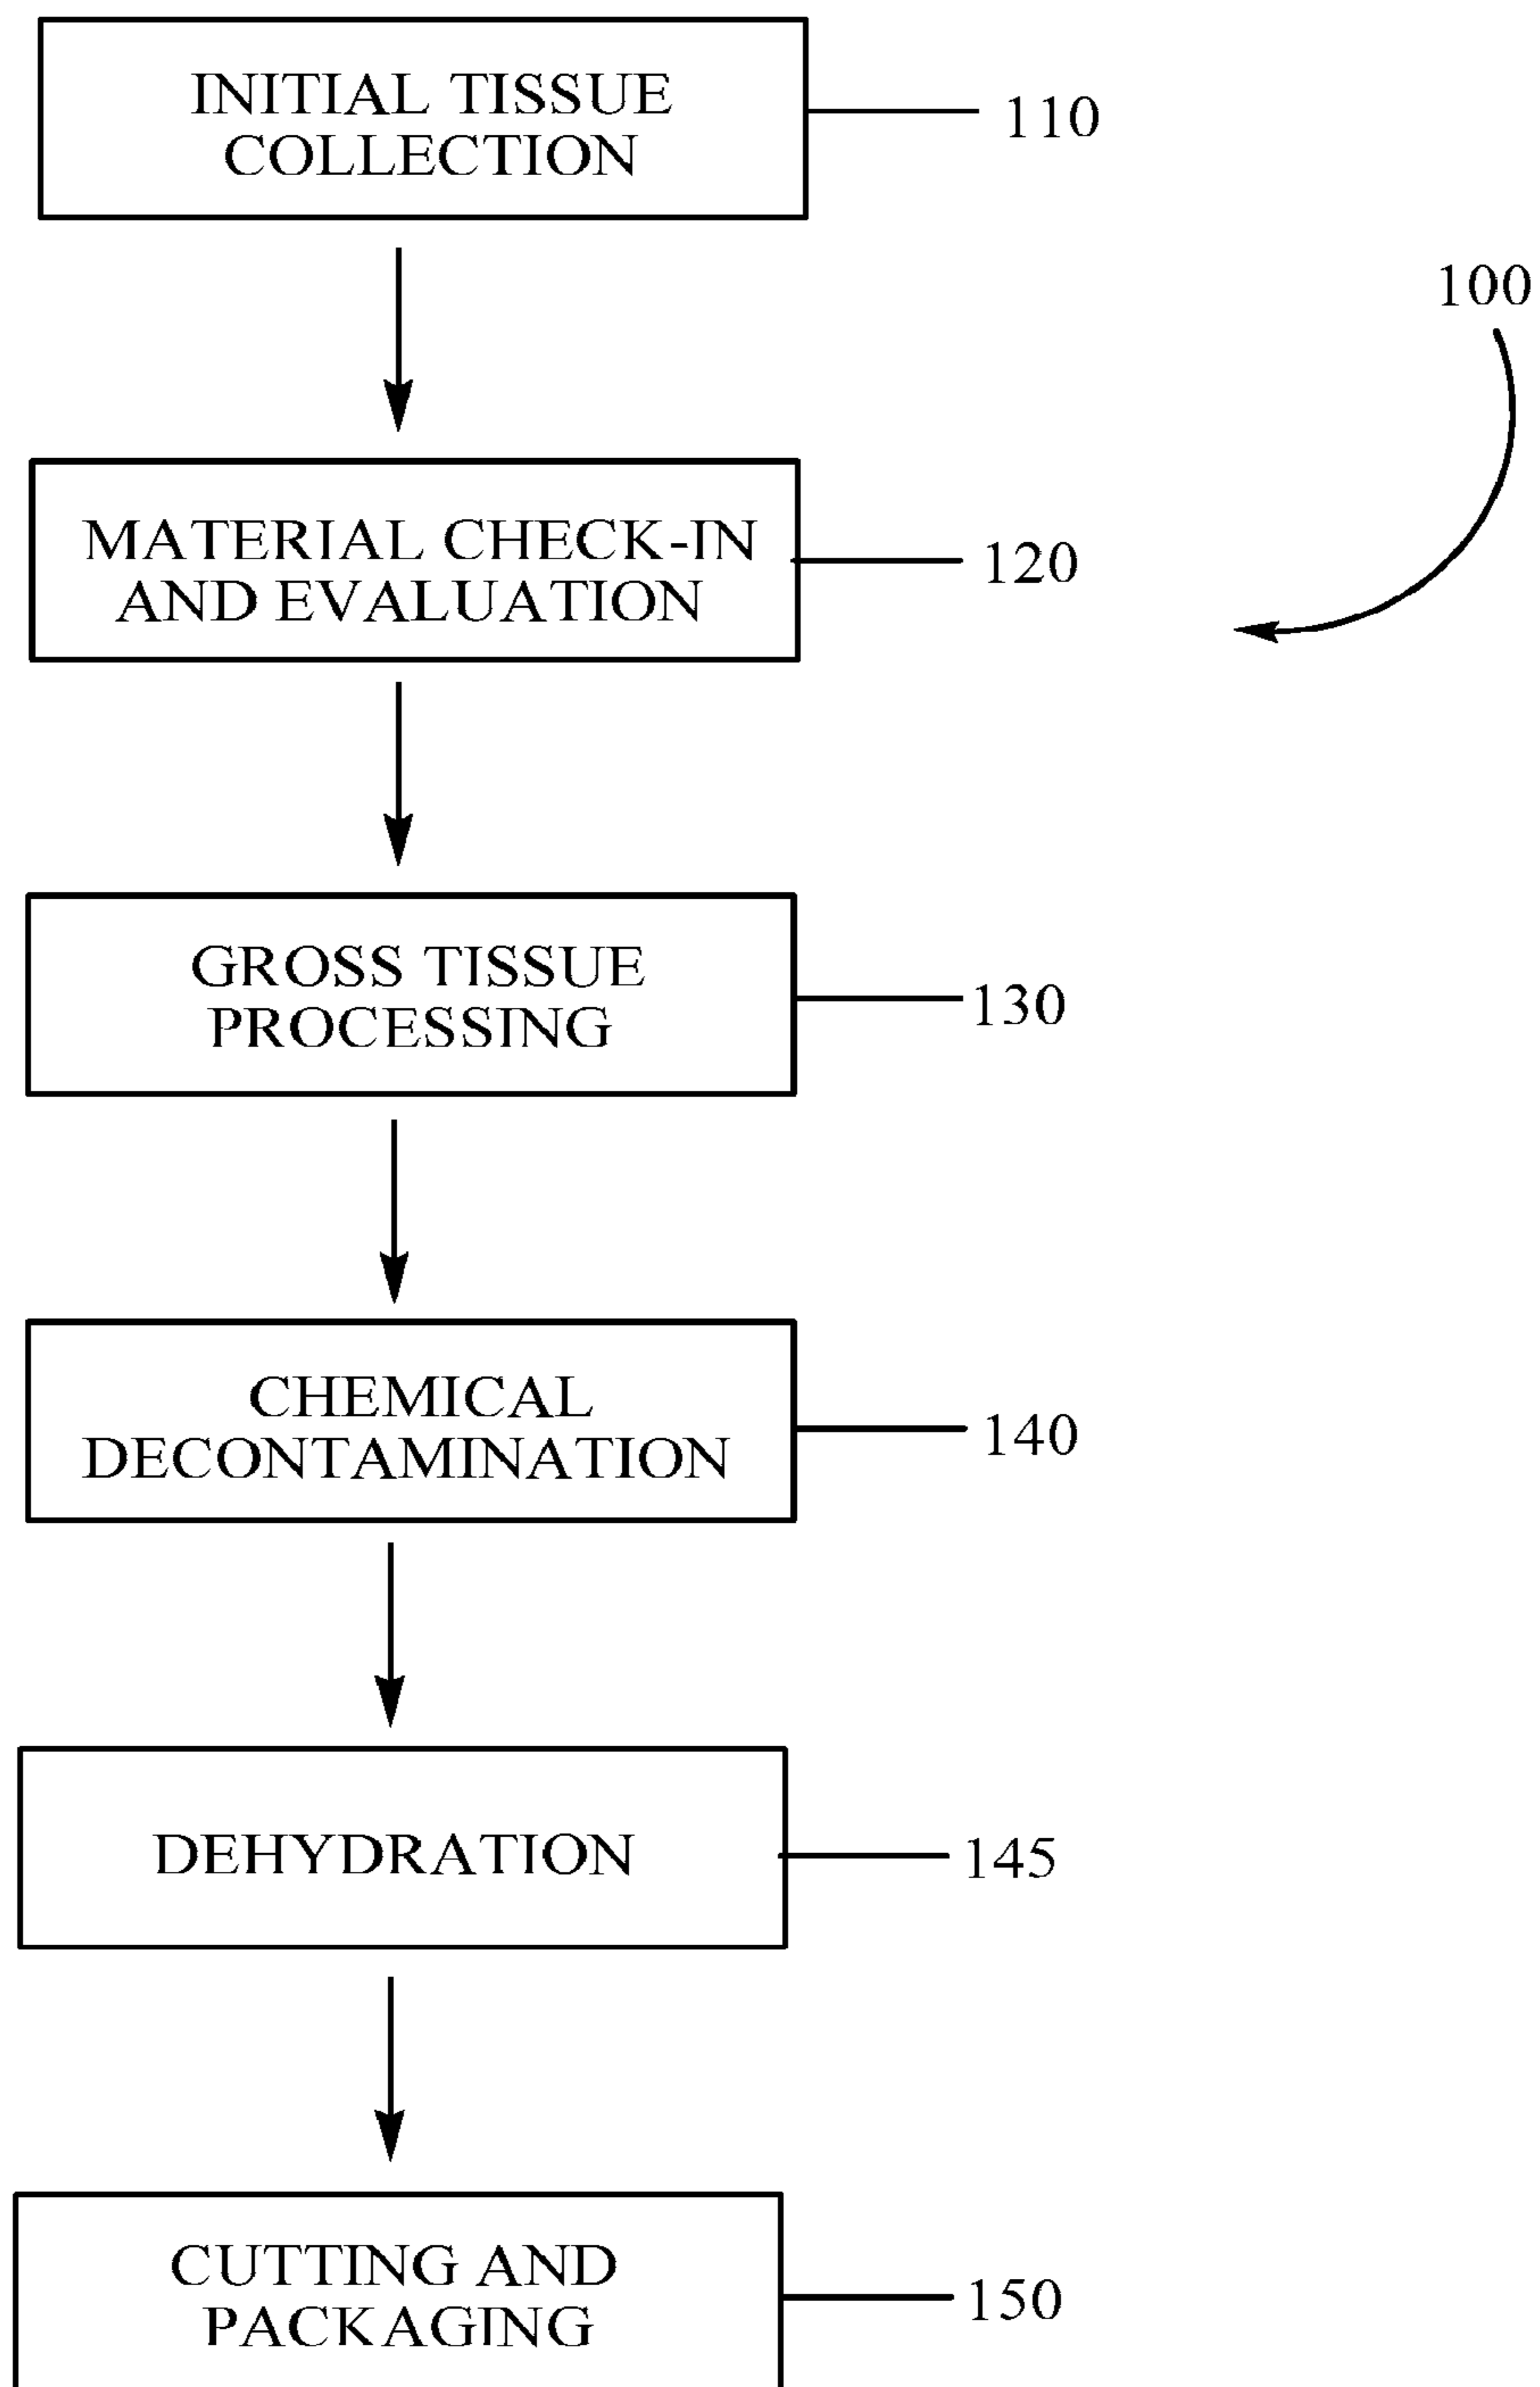 INITIAL TISSUE
COLLECTION
110
100
MATERIAL CHECK-IN
AND EVALUATION
120
GROSS TISSUE
PROCESSING
130
CHEMICAL
DECONTAMINATION
140
DEHYDRATION
145
CUTTING AND
PACKAGING
150